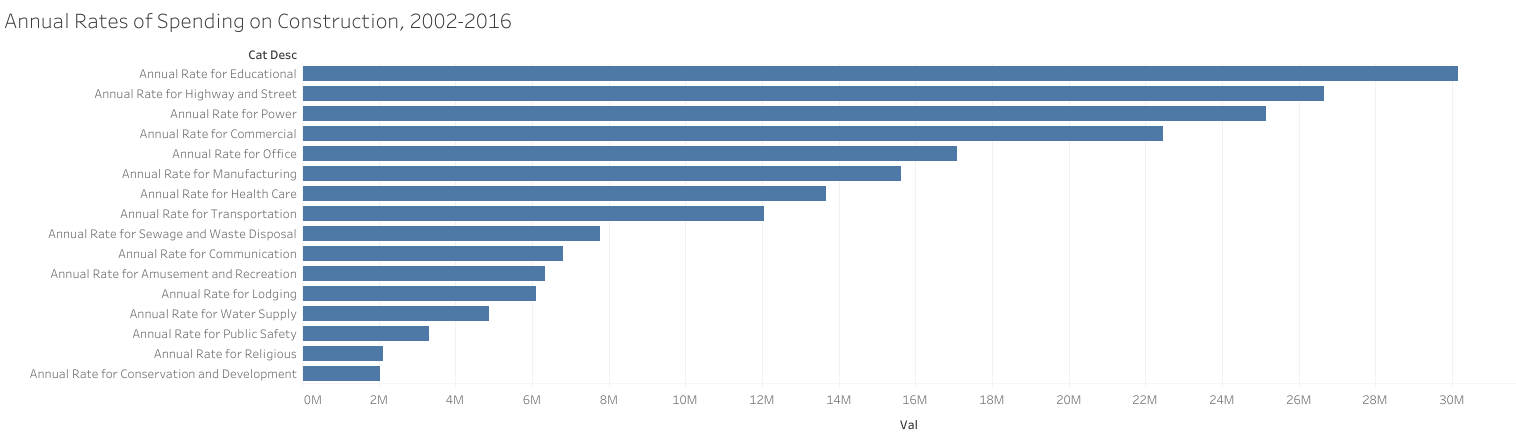 Annual Rates of Spending on Construction, 2002-2016
Cat Desc
Annual Rate for Educational
Annual Rate for Highway and Street
Annual Rate for Power
Annual Rate for Commercial
Annual Rate for Office
Annual Rate for Manufacturing
Annual Rate for Health Care
Annual Rate for Transportation
Annual Rate for Sewage and Waste Disposal
Annual Rate for Communication
Annual Rate for Amusement and Recreation
Annual Rate for Lodging
Annual Rate for Water Supply
Annual Rate for Public Safety
Annual Rate for Religious
Annual Rate for Conservation and Development
0M 2M 4M 6M 8M 10M 12M 14M 16M 18M 20M 22M 24M 26M 28M 30M
Val